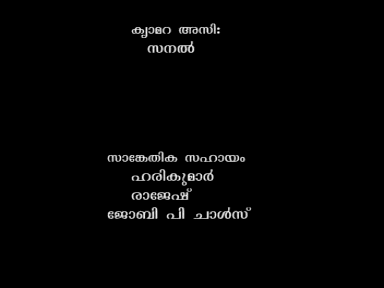 ക്യാമറ അസി:
സനൽ
സാങ്കേതിക സഹായം
ഹരികുമാർ
രാജേഷ്
ജോബി പി ചാൾസ്